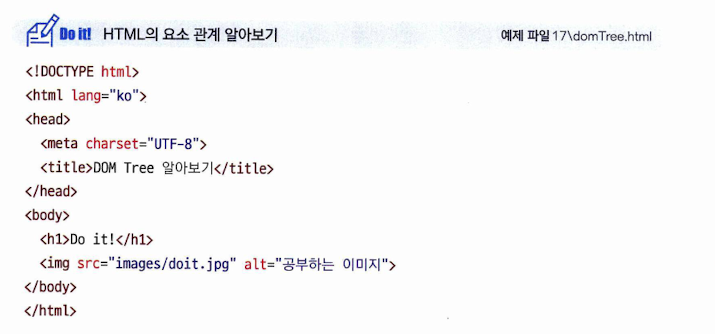 Do it! HTML의 요소 관계 알아보기 예제 파일 17\domTree.html
<!DOCTYPE html>
<html lang="ko">
<head>
  <meta charset="UTF-8">
  <title>DOM Tree 알아보기</title>
</head>
<body>
  <h1>Do it!</h1>
  <img src="images/doit.jpg" alt="공부하는 이미지">
</body>
</html>